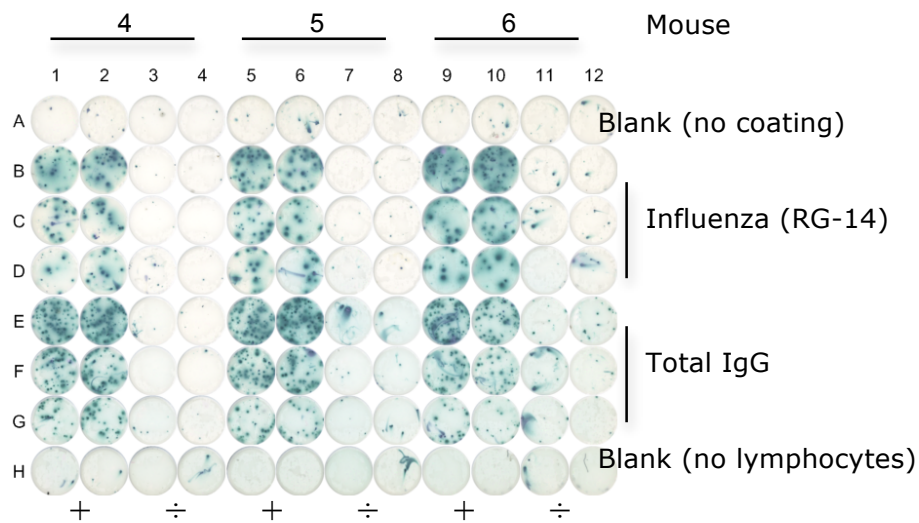 4 5 6 Mouse
1 2 3 4 5 6 7 8 9 10 11 12
A Blank (no coating)
B
C Influenza (RG-14)
D
E
F Total IgG
G
H Blank (no lymphocytes)
+ ÷ + ÷ + ÷